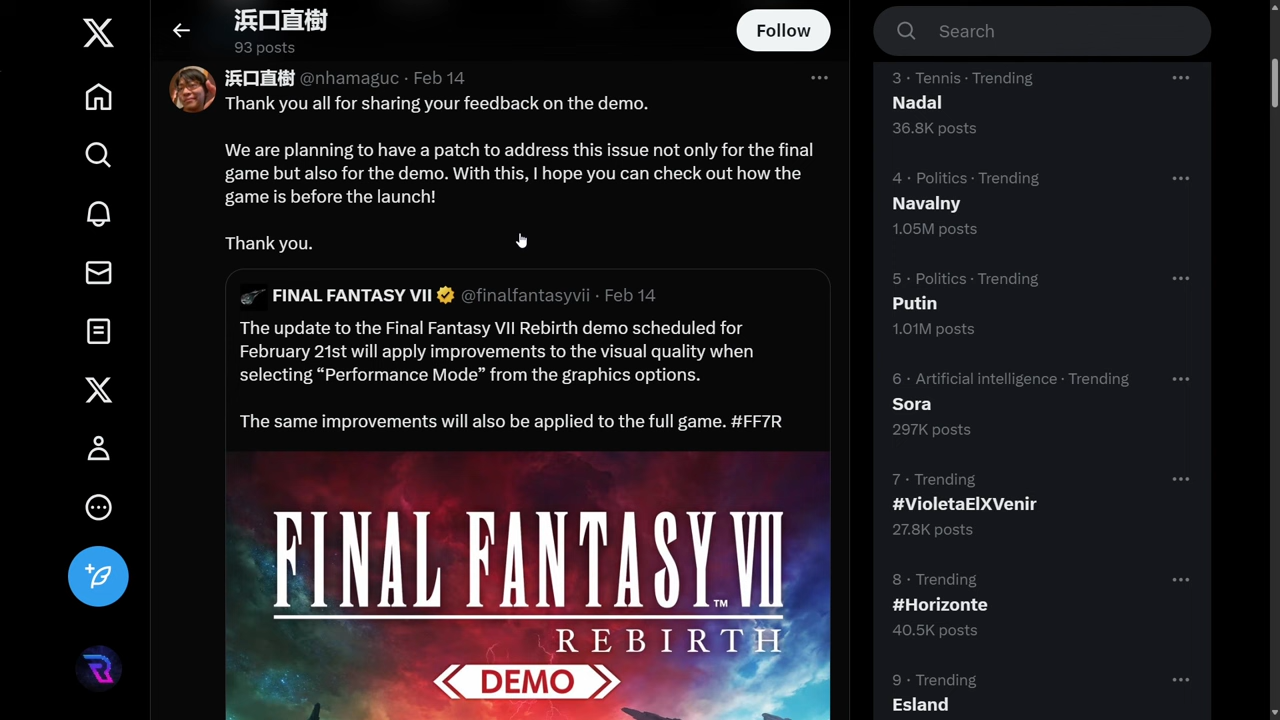 浜口直樹
93 posts
Follow
浜口直樹 @nhamaguc · Feb 14
Thank you all for sharing your feedback on the demo.
We are planning to have a patch to address this issue not only for the final
game but also for the demo. With this, I hope you can check out how the
game is before the launch!
Thank you.
FINAL FANTASY VII @finalfantasyvii · Feb 14
The update to the Final Fantasy VII Rebirth demo scheduled for
February 21st will apply improvements to the visual quality when
selecting “Performance Mode” from the graphics options.
The same improvements will also be applied to the full game. #FF7R
FINAL FANTASY VII™
REBIRTH
DEMO
Search
3 · Tennis · Trending
Nadal
36.8K posts
4 · Politics · Trending
Navalny
1.05M posts
5 · Politics · Trending
Putin
1.01M posts
6 · Artificial intelligence · Trending
Sora
297K posts
7 · Trending
#VioletaElXVenir
27.8K posts
8 · Trending
#Horizonte
40.5K posts
9 · Trending
Esland